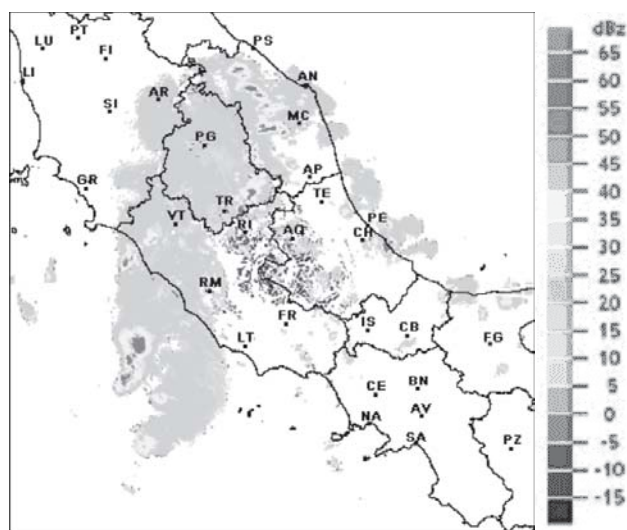 dBz
PT
PS
LU
FI
65
60
LI
AR
AN
55
SI
MC
50
PG
45
AP
40
GR
TE
TR
35
VT
RI
AQ
PE
CH
30
25
RM
20
FR
IS
CB
15
LT
FG
10
5
CE
BN
NA
AV
0
SA
PZ
-5
-10
-15